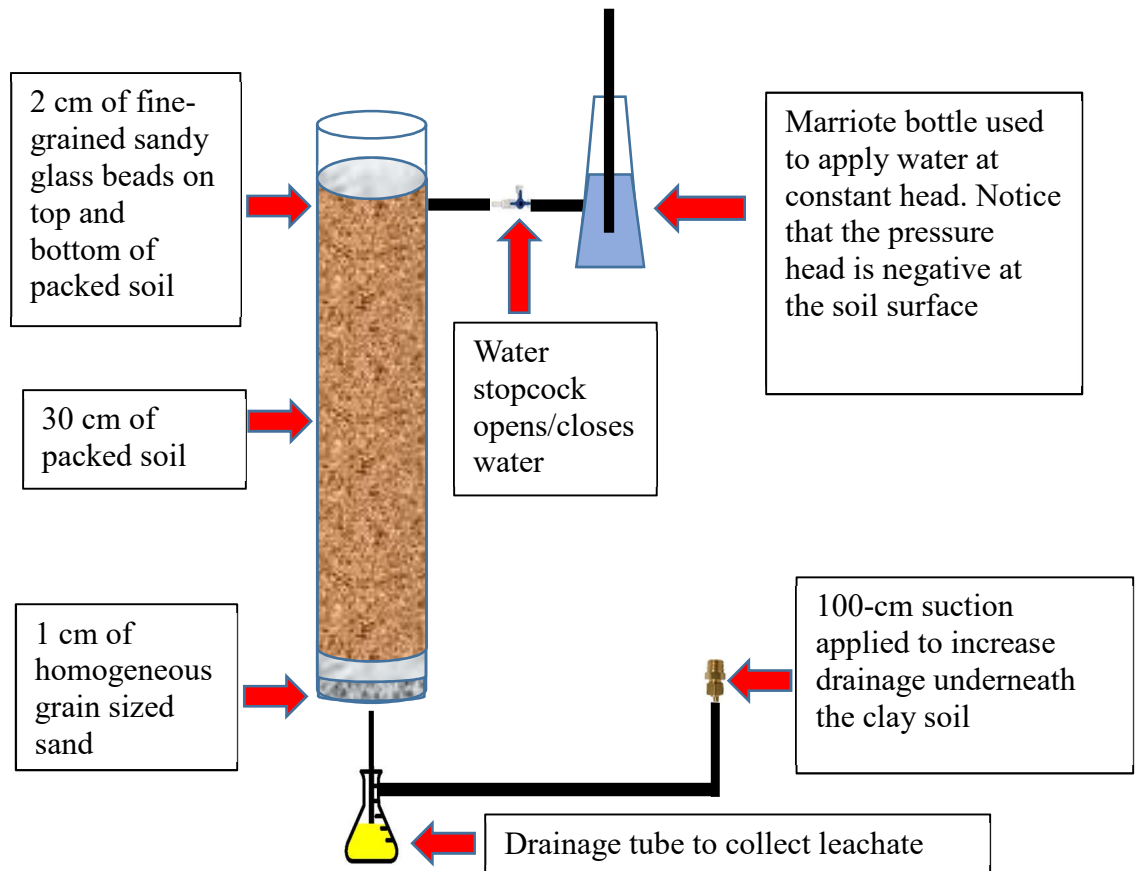 2 cm of fine-
grained sandy
glass beads on
top and
bottom of
packed soil
Marriote bottle used
to apply water at
constant head. Notice
that the pressure
head is negative at
the soil surface
Water
stopcock
opens/closes
water
30 cm of
packed soil
1 cm of
homogeneous
grain sized
sand
100-cm suction
applied to increase
drainage underneath
the clay soil
Drainage tube to collect leachate